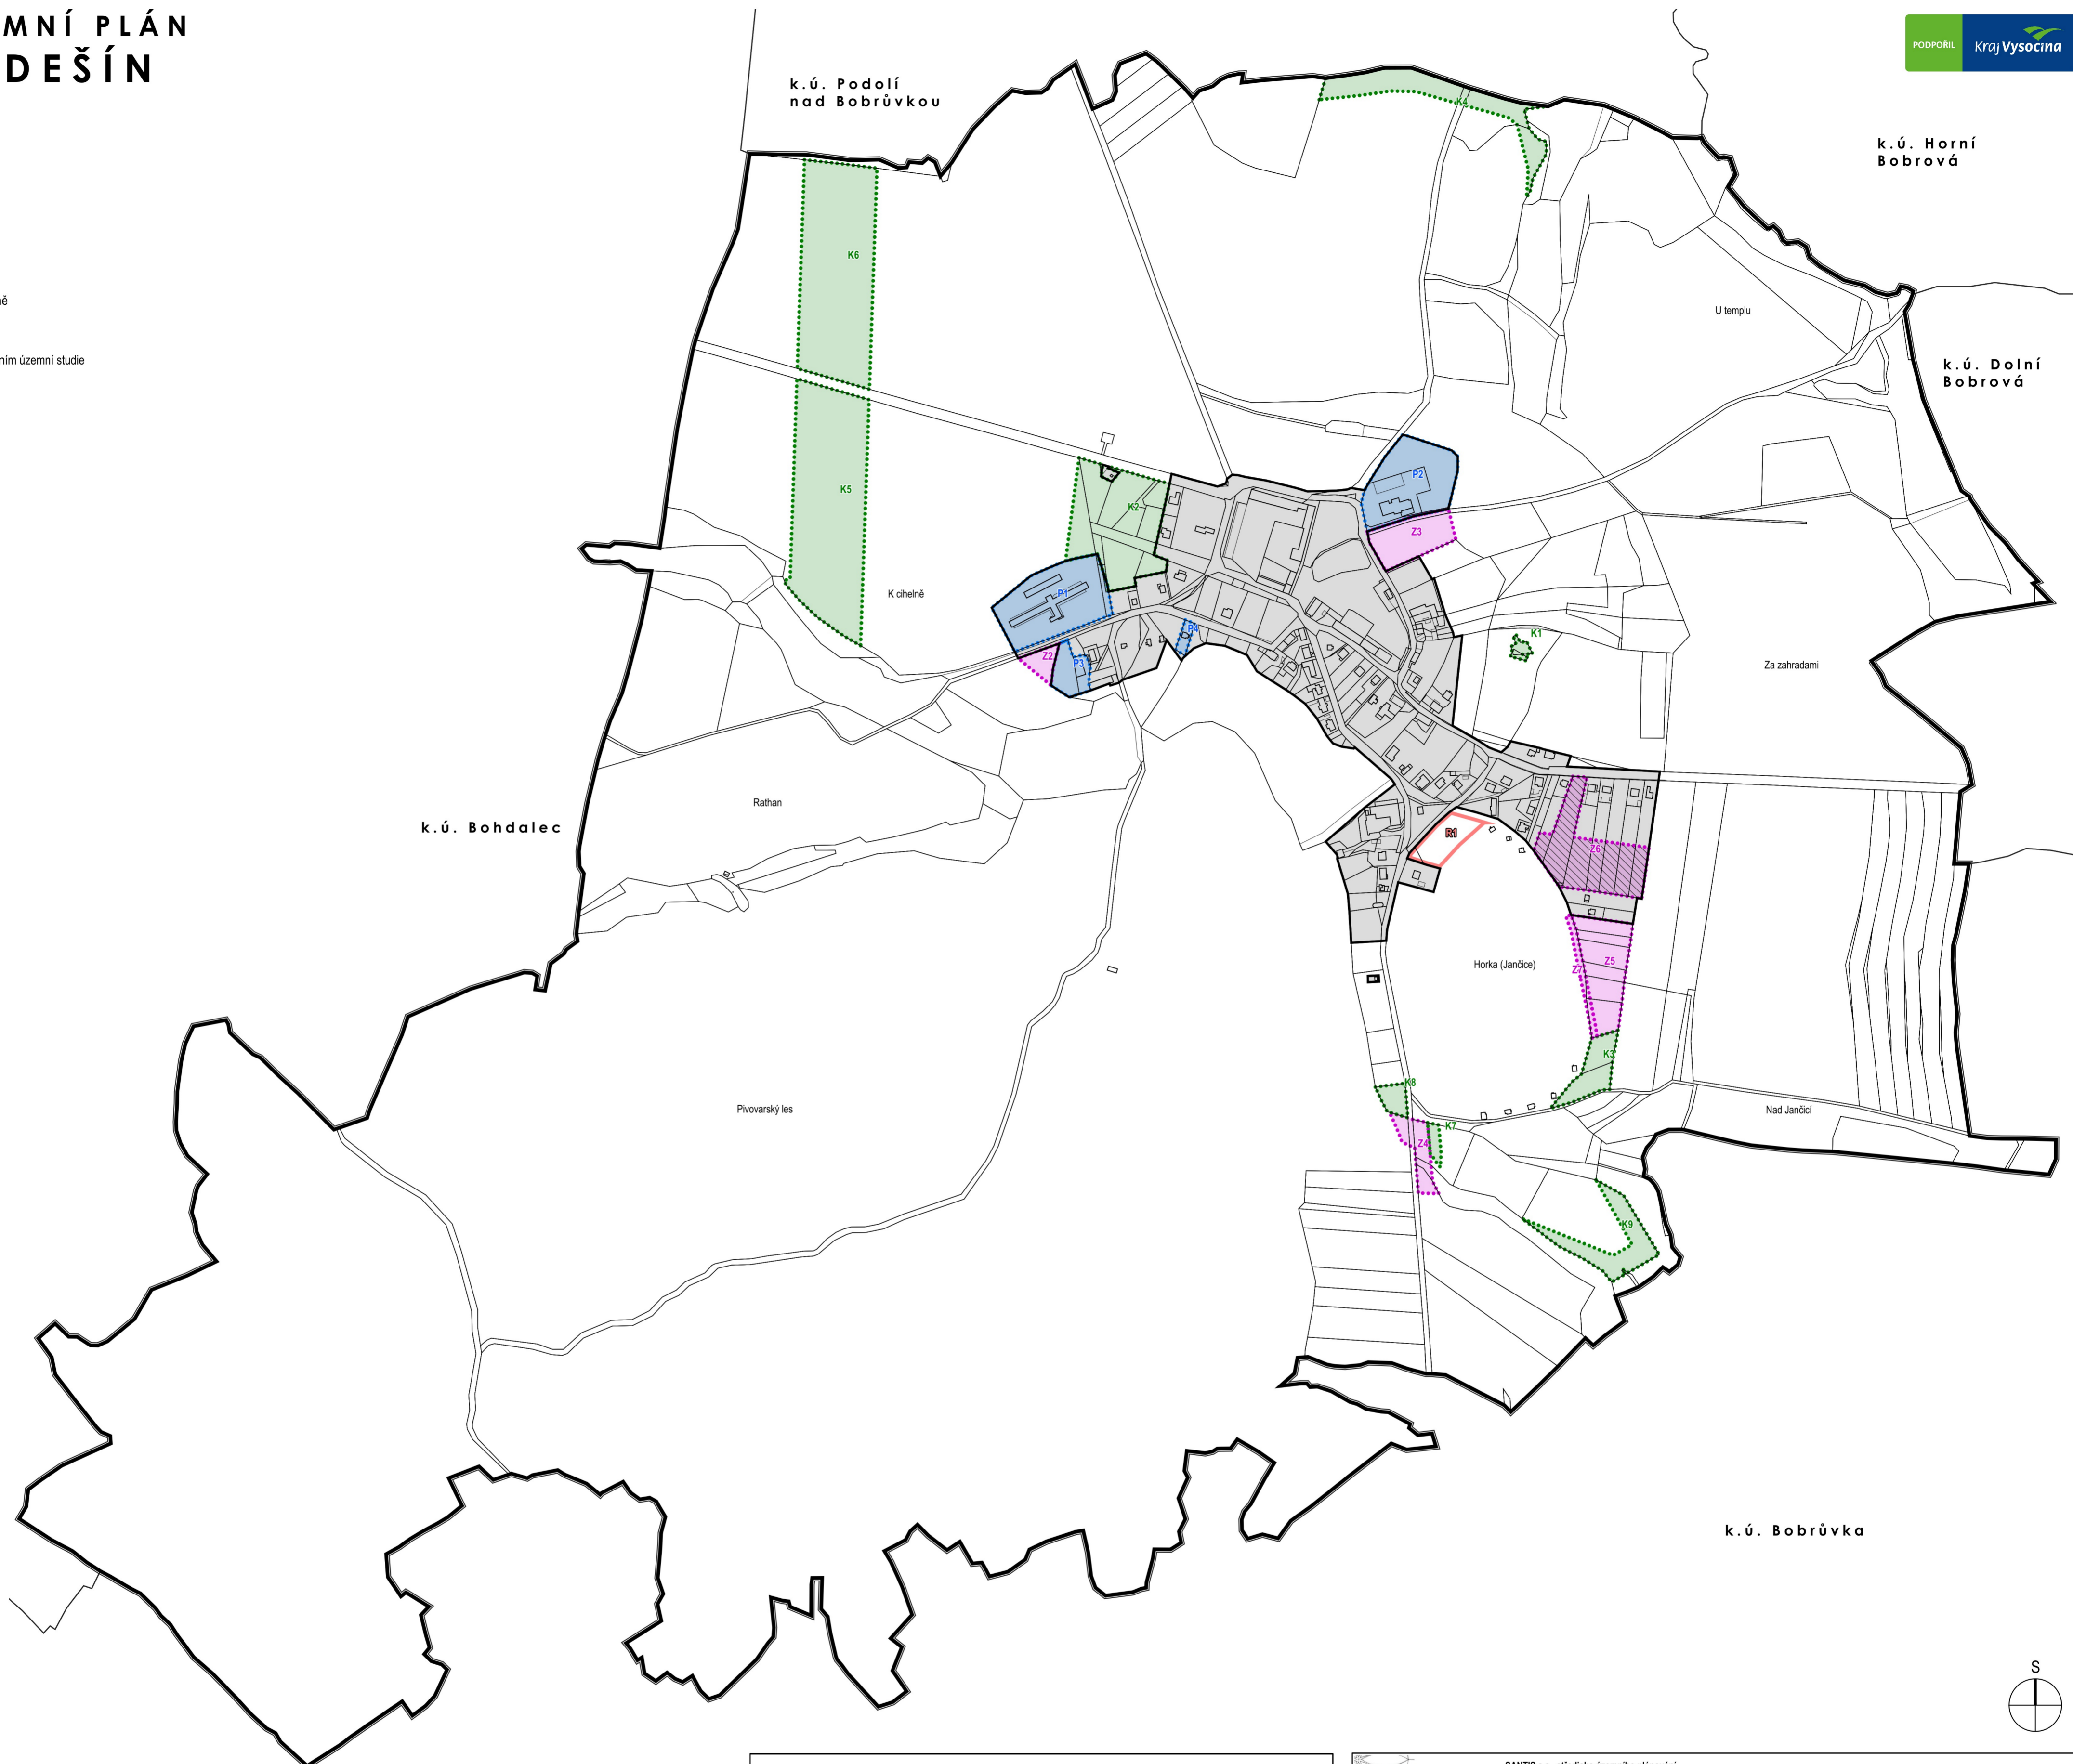 MNÍ PLÁN
DEŠÍN
PODPOŘIL
Kraj Vysočina
k.ú. Podolí
nad Bobrůvkou
K4
k.ú. Horní
Bobrová
K6
ně
U templu
ním územní studie
k.ú. Dolní
Bobrová
P2
K5
K2
Z3
K cihelně
P1
P4
K1
Z2
P3
Za zahradami
Rathan
k.ú. Bohdalec
R1
Z6
Horka (Jančice)
Z7
Z5
K3
K8
Pivovarský les
Nad Jančicí
K7
Z4
K9
k.ú. Bobrůvka
S